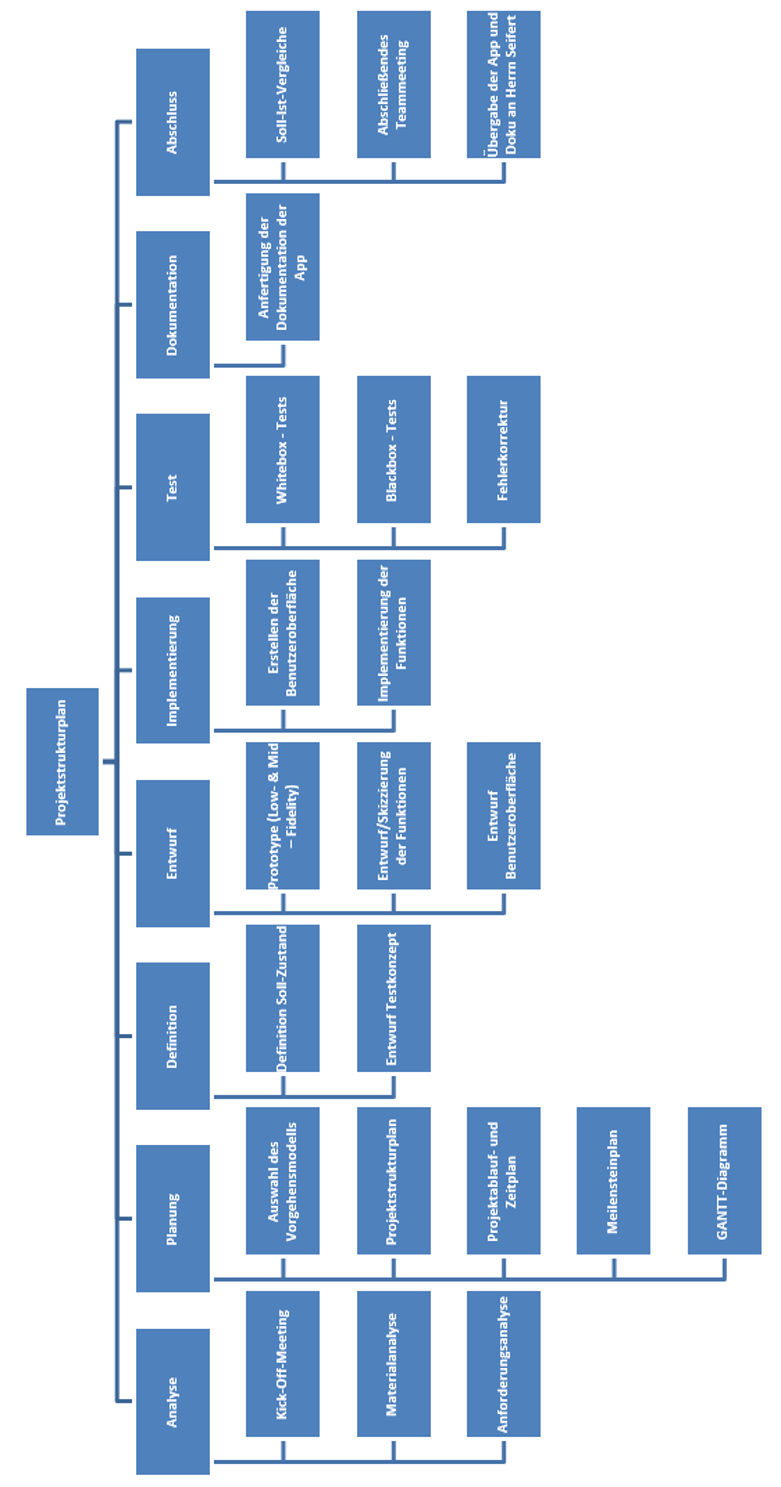 Projektstrukturplan
Analyse
Kick-Off-Meeting
Materialanalyse
Anforderungsanalyse
Planung
Auswahl des
Vorgehensmodells
Projektstrukturplan
Projektablauf- und
Zeitplan
Meilensteinplan
GANTT-Diagramm
Definition
Definition Soll-Zustand
Entwurf Testkonzept
Entwurf
Prototype (Low- & Mid
– Fidelity)
Entwurf/Skizzierung
der Funktionen
Entwurf
Benutzeroberfläche
Implementierung
Erstellen der
Benutzeroberfläche
Implementierung der
Funktionen
Test
Whitebox - Tests
Blackbox - Tests
Fehlerkorrektur
Dokumentation
Anfertigung der
Dokumentation der
App
Abschluss
Soll-Ist-Vergleiche
Abschließendes
Teammeeting
Übergabe der App und
Doku an Herrn Seifert